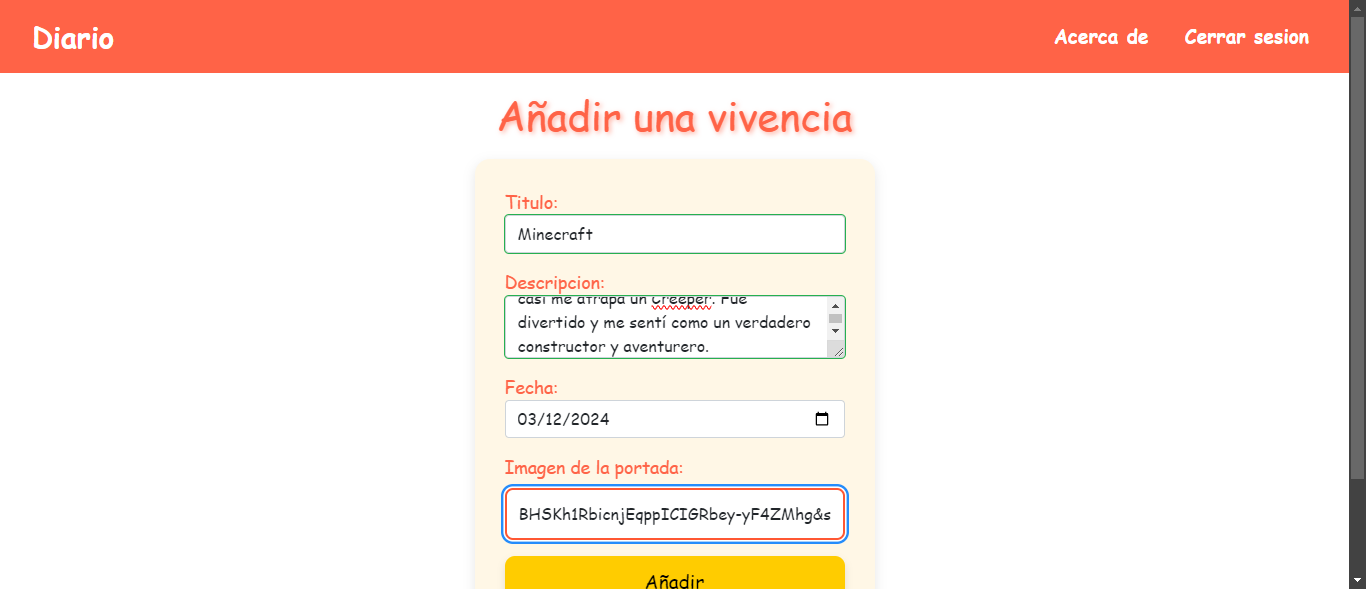 Diario
Acerca de
Cerrar sesion
Añadir una vivencia
Titulo:
Minecraft
Descripcion:
casi me atrapa un Creeper. Fue
divertido y me sentí como un verdadero
constructor y aventurero.
Fecha:
03/12/2024
Imagen de la portada:
BHSKh1RbicnjEqppICIGRbey-yF4ZMhg&s
Añadir